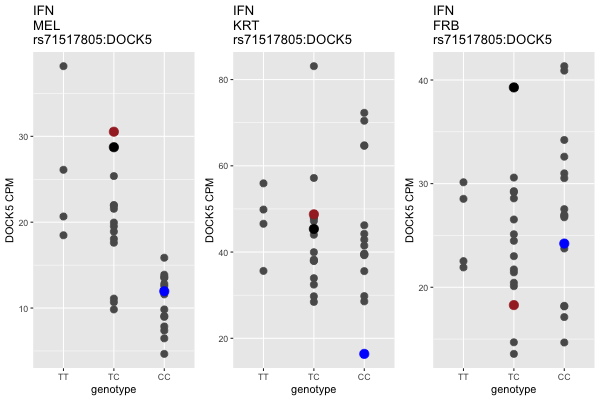 IFN
MEL
rs71517805:DOCK5
DOCK5 CPM
30
20
10
TT TC CC
genotype
IFN
KRT
rs71517805:DOCK5
DOCK5 CPM
80
60
40
20
TT TC CC
genotype
IFN
FRB
rs71517805:DOCK5
DOCK5 CPM
40
30
20
TT TC CC
genotype